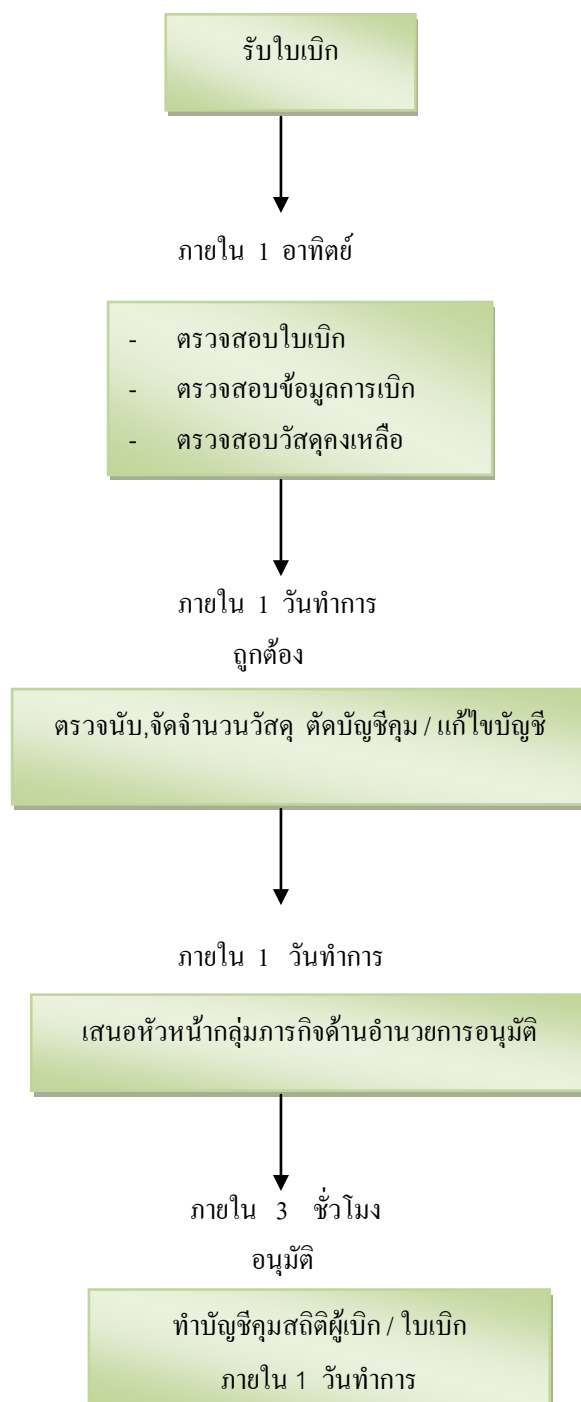 รับใบเบิก
ภายใน 1 อาทิตย์
- ตรวจสอบใบเบิก
- ตรวจสอบข้อมูลการเบิก
- ตรวจสอบวัสดุคงเหลือ
ภายใน 1 วันทำการ
ถูกต้อง
ตรวจนับ,จัดจำนวนวัสดุ ตัดบัญชีคุม / แก้ไขบัญชี
ภายใน 1 วันทำการ
เสนอหัวหน้ากลุ่มภารกิจด้านอำนวยการอนุมัติ
ภายใน 3 ชั่วโมง
อนุมัติ
ทำบัญชีคุมสถิติผู้เบิก / ใบเบิก
ภายใน 1 วันทำการ